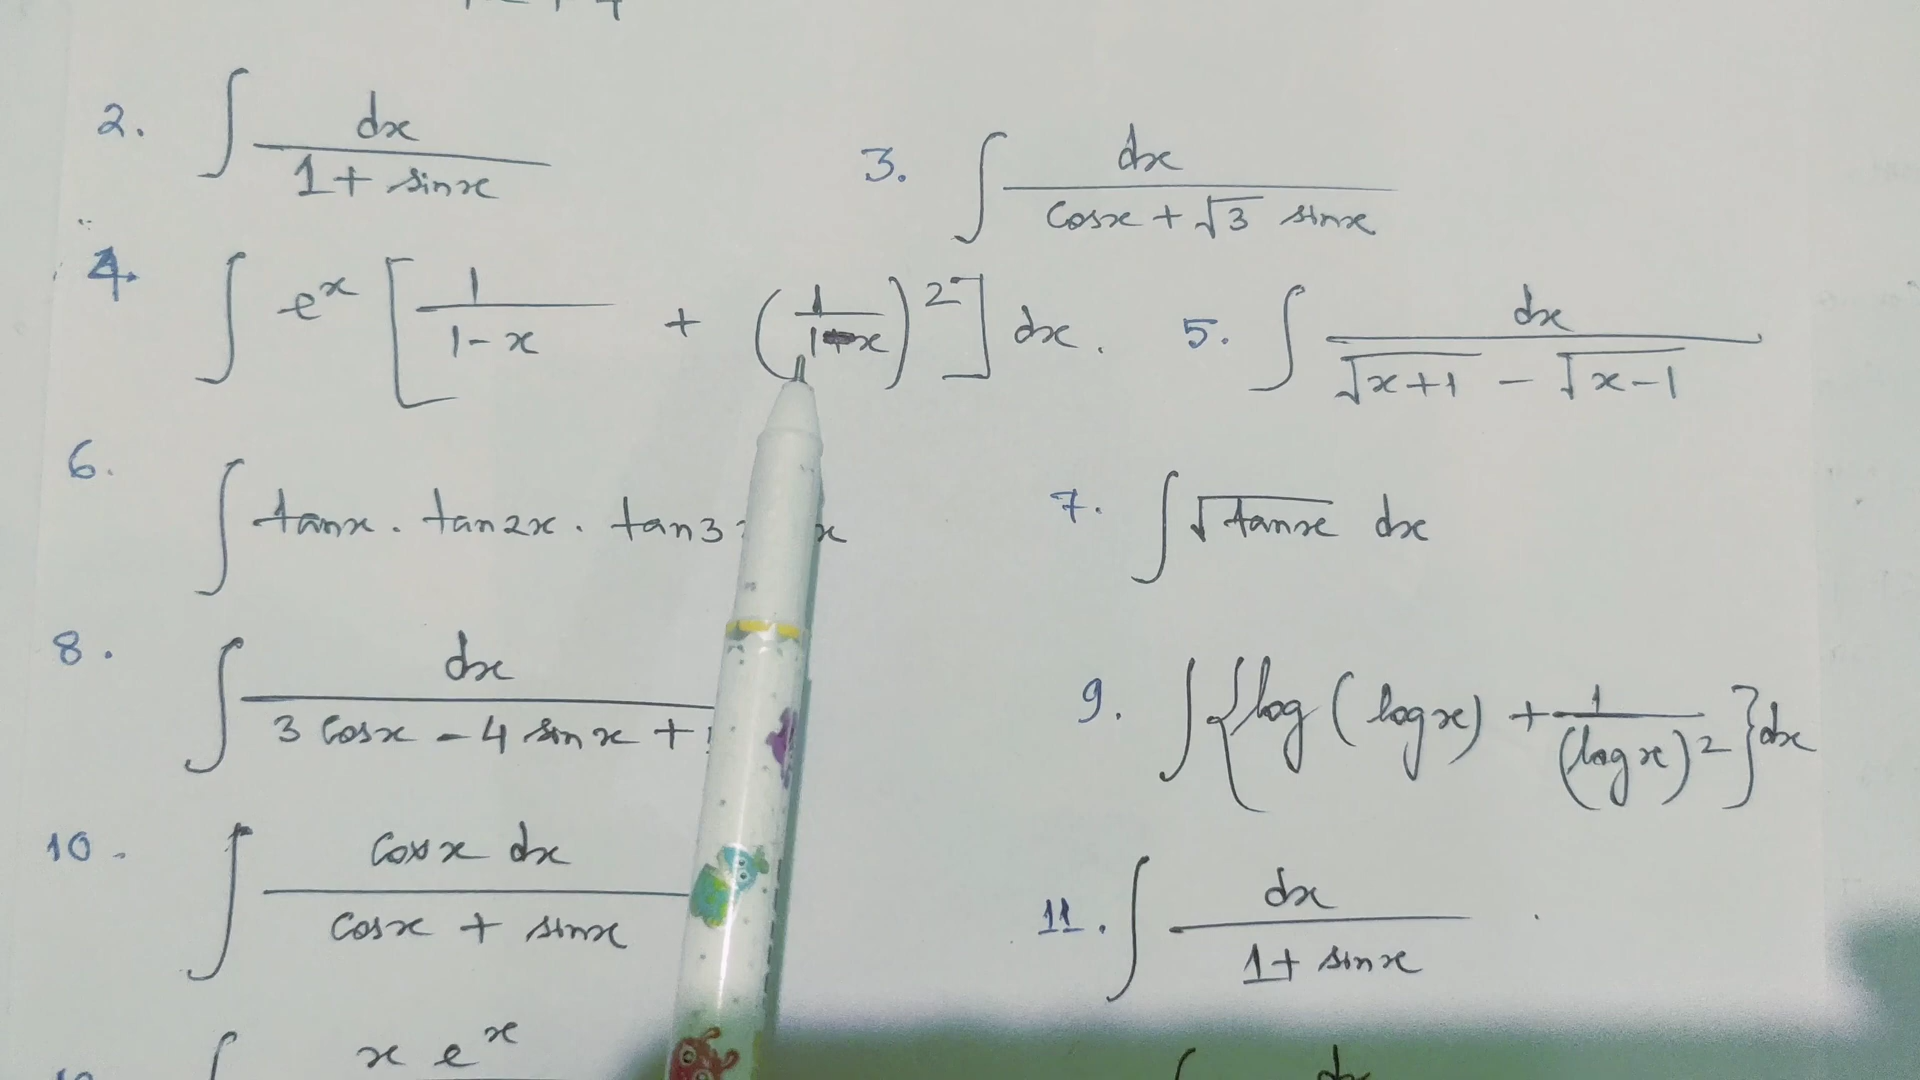 2. ∫ dx / (1 + sinx)
3. ∫ dx / (cosx + √3 sinx)
4. ∫ e^x [ 1/(1-x) + (1/(1-x))^2 ] dx.
5. ∫ dx / (√(x+1) - √(x-1))
6. ∫ tanx . tan2x . tan3
7. ∫ √tanx dx
8. ∫ dx / (3 cosx - 4 sinx +
9. ∫ { log (logx) + 1/(logx)^2 } dx
10. ∫ cosx dx / (cosx + sinx)
11. ∫ dx / (1 + sinx)
∫ x e^x
∫ dx